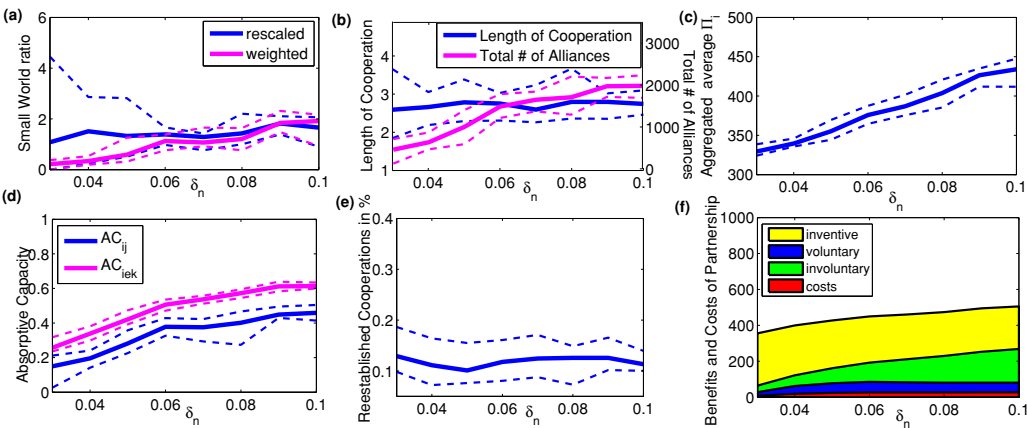 (a)
Small World ratio
6
4
2
0
rescaled
weighted
0.04 0.06 0.08 0.1
δn
(b)
Length of Cooperation
4
3
2
1
Length of Cooperation
Total # of Alliances
3000
2000
1000
0
Total # of Alliances
0.04 0.06 0.08 0.1
δn
(c)
Aggregated average Πi
500
450
400
350
300
0.04 0.06 0.08 0.1
δn
(d)
Absorptive Capacity
1
0.8
0.6
0.4
0.2
0
ACij
ACiek
0.04 0.06 0.08 0.1
δn
(e)
Reestablished Cooperations in %
0.4
0.3
0.2
0.1
0.04 0.06 0.08 0.1
δn
(f)
Benefits and Costs of Partnership
1000
800
600
400
200
0
inventive
voluntary
involuntary
costs
0.04 0.06 0.08 0.1
δn